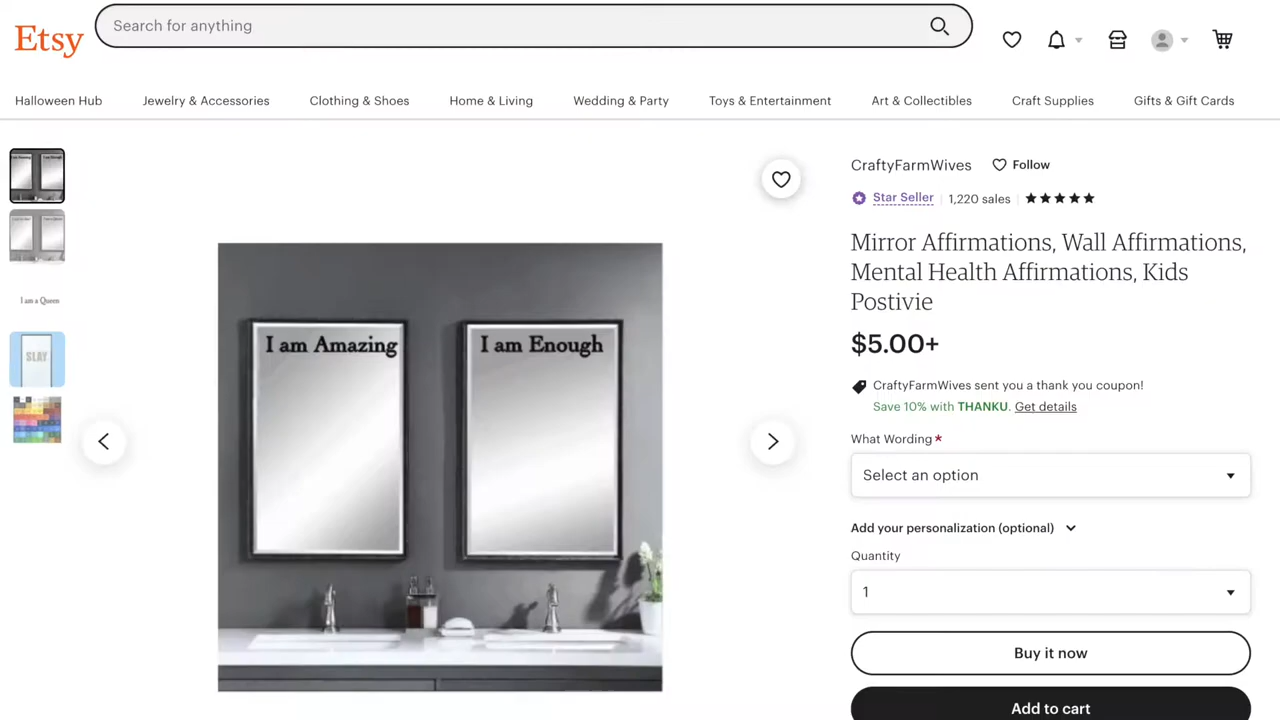 Etsy
Search for anything
Halloween Hub
Jewelry & Accessories
Clothing & Shoes
Home & Living
Wedding & Party
Toys & Entertainment
Art & Collectibles
Craft Supplies
Gifts & Gift Cards
I am a Queen
SLAY
I am Amazing
I am Enough
CraftyFarmWives
Follow
Star Seller
1,220 sales
Mirror Affirmations, Wall Affirmations,
Mental Health Affirmations, Kids
Postivie
$5.00+
CraftyFarmWives sent you a thank you coupon!
Save 10% with THANKU. Get details
What Wording *
Select an option
Add your personalization (optional)
Quantity
1
Buy it now
Add to cart